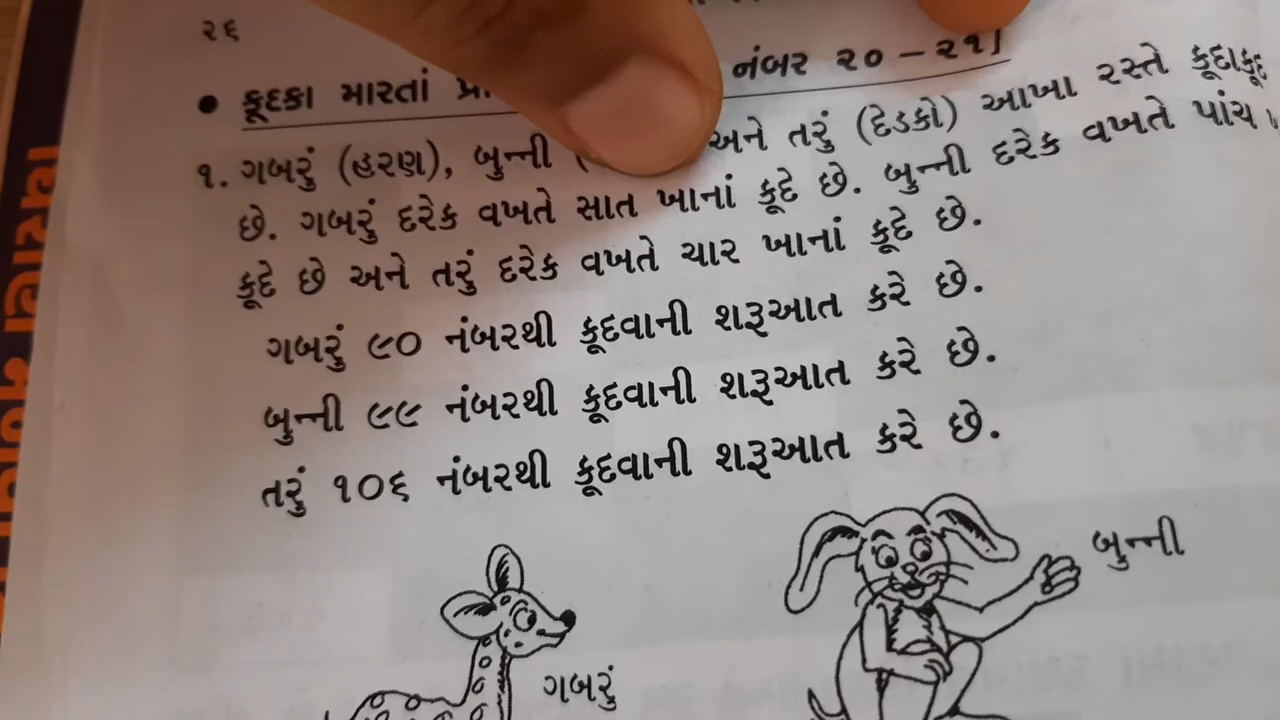 ૨૬
• કૂદકા મારતાં નંબર ૨૦ – ૨૧]
૧. ગબરું (હરણ), બુન્ની અને તરું (દેડકો) આખા રસ્તે કૂદાકૂદ
છે. ગબરું દરેક વખતે સાત ખાનાં કૂદે છે. બુન્ની દરેક વખતે પાંચ
કૂદે છે અને તરું દરેક વખતે ચાર ખાનાં કૂદે છે.
ગબરું ૯૦ નંબરથી કૂદવાની શરૂઆત કરે છે.
બુન્ની ૯૯ નંબરથી કૂદવાની શરૂઆત કરે છે.
તરું ૧૦૬ નંબરથી કૂદવાની શરૂઆત કરે છે.
બુન્ની
ગબરું